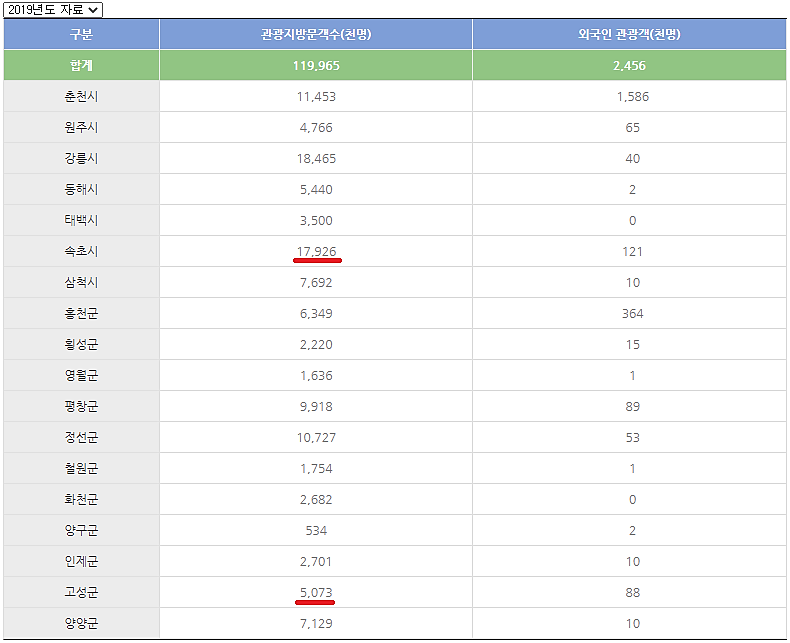 2019년도 자료
구분 관광지방문객수(천명) 외국인 관광객(천명)
합계 119,965 2,456
춘천시 11,453 1,586
원주시 4,766 65
강릉시 18,465 40
동해시 5,440 2
태백시 3,500 0
속초시 17,926 121
삼척시 7,692 10
홍천군 6,349 364
횡성군 2,220 15
영월군 1,636 1
평창군 9,918 89
정선군 10,727 53
철원군 1,754 1
화천군 2,682 0
양구군 534 2
인제군 2,701 10
고성군 5,073 88
양양군 7,129 10